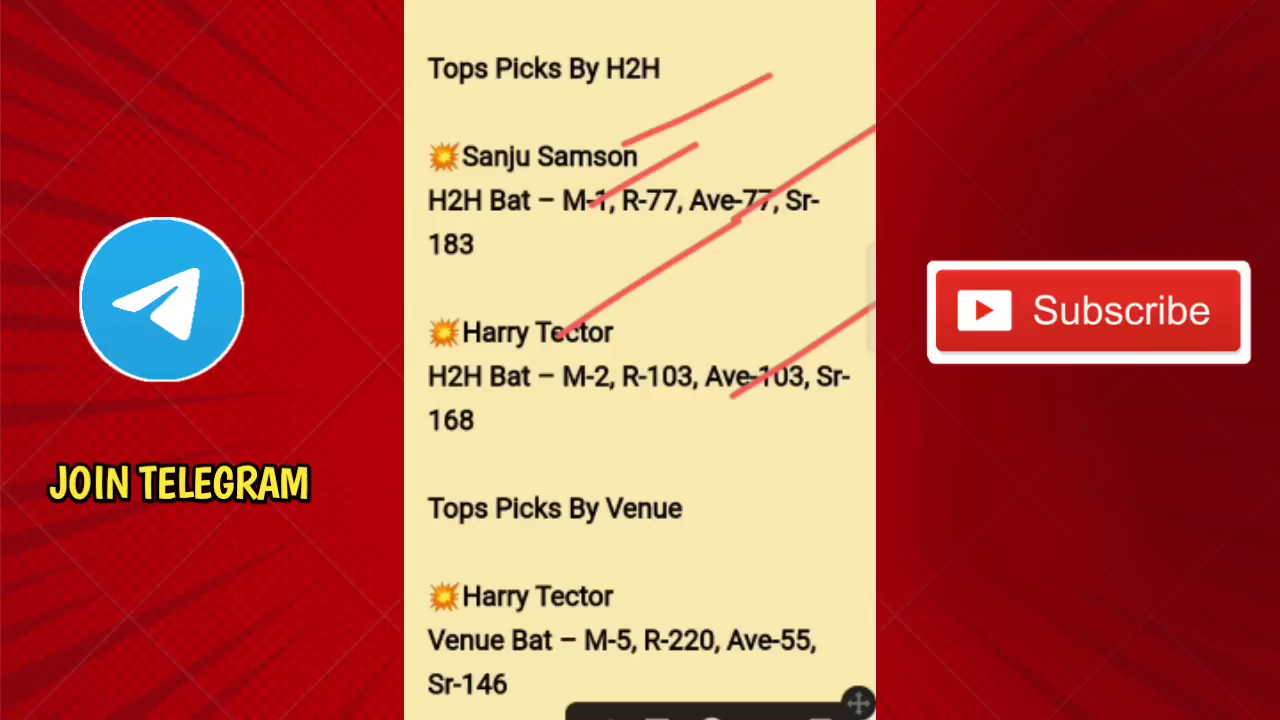 Tops Picks By H2H
💥Sanju Samson
H2H Bat – M-1, R-77, Ave-77, Sr-
183
💥Harry Tector
H2H Bat – M-2, R-103, Ave-103, Sr-
168
Tops Picks By Venue
💥Harry Tector
Venue Bat – M-5, R-220, Ave-55,
Sr-146
JOIN TELEGRAM
Subscribe